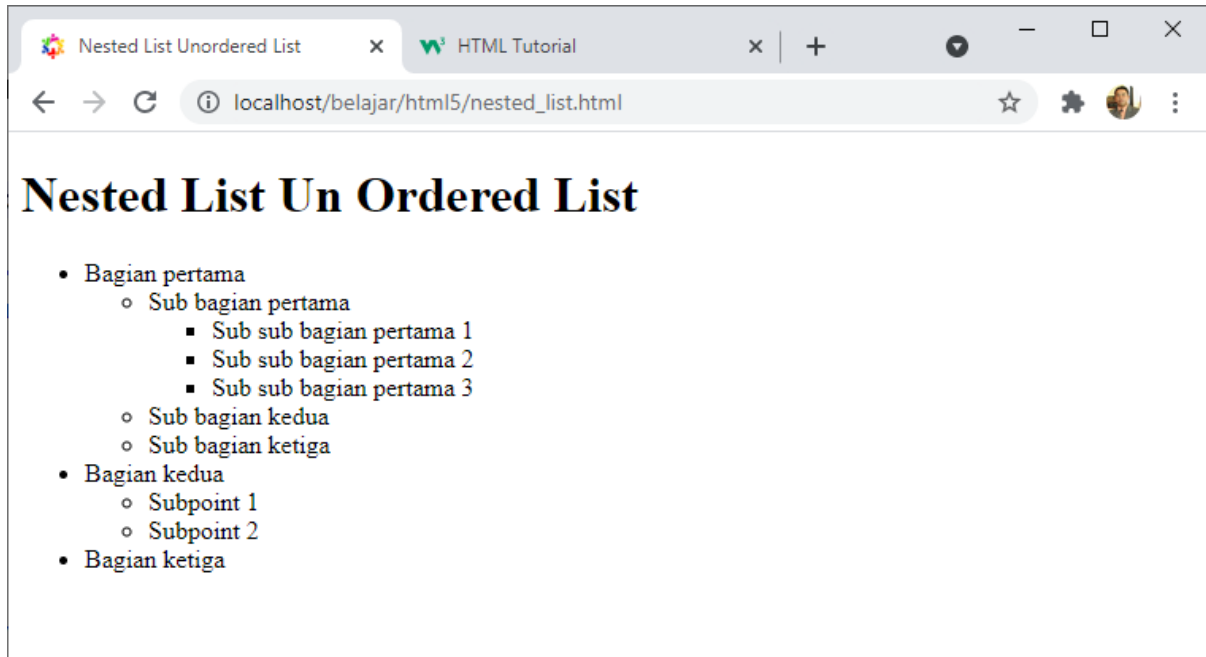 Nested List Unordered List
HTML Tutorial
localhost/belajar/html5/nested_list.html
Nested List Un Ordered List
Bagian pertama
Sub bagian pertama
Sub sub bagian pertama 1
Sub sub bagian pertama 2
Sub sub bagian pertama 3
Sub bagian kedua
Sub bagian ketiga
Bagian kedua
Subpoint 1
Subpoint 2
Bagian ketiga